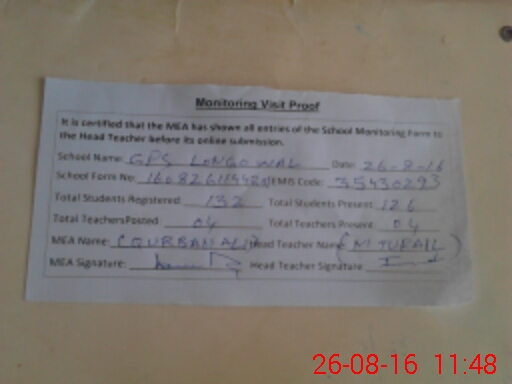 Monitoring Visit Proof
It is certified that the MEA has shown all entries of the School Monitoring Form to
the Head Teacher before its online submission.
School Name: GPS LONGOWAL Date: 26-8-16
School Form No: EMIS Code: 35430293
Total Students Registered: 132 Total Students Present: 126
Total Teachers Posted: 04 Total Teachers Present: 04
MEA Name: QURBAN ALI Head Teacher Name
MEA Signature: Head Teacher Signature:
26-08-16 11:48